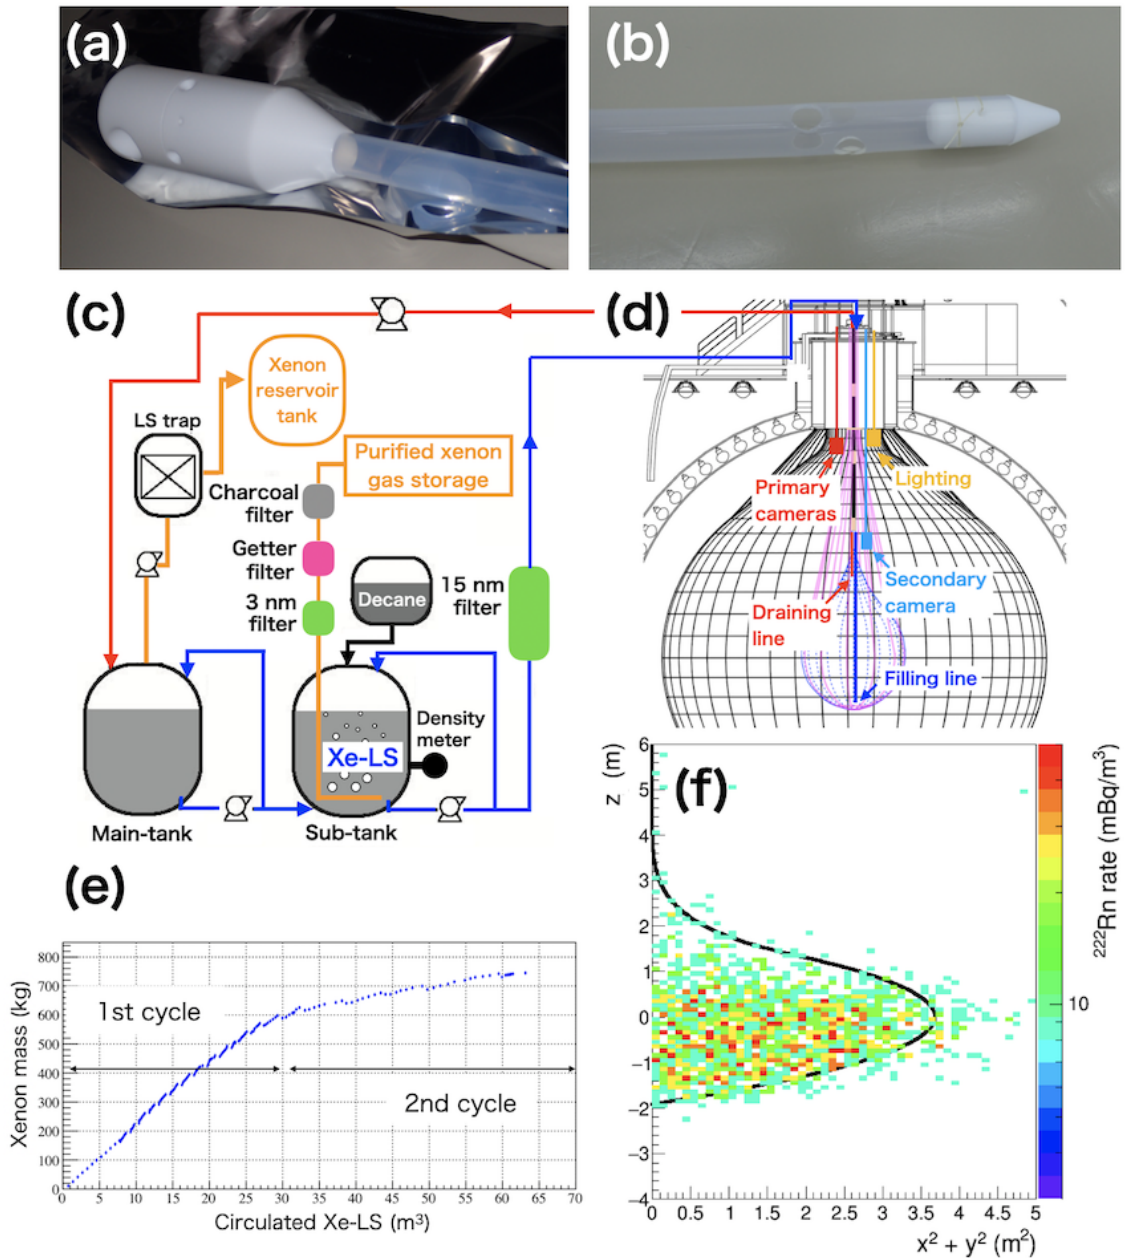 (a)
(b)
(c)
(d)
Xenon
reservoir
tank
LS trap
Purified xenon
gas storage
Charcoal
filter
Getter
filter
3 nm
filter
Decane
15 nm
filter
Xe-LS
Density
meter
Main-tank
Sub-tank
Primary
cameras
Lighting
Secondary
camera
Draining
line
Filling line
(e)
Xenon mass (kg)
800
700
600
500
400
300
200
100
0
1st cycle
2nd cycle
0 5 10 15 20 25 30 35 40 45 50 55 60 65 70
Circulated Xe-LS (m³)
(f)
z (m)
6
5
4
3
2
1
0
−1
−2
−3
−4
0 0.5 1 1.5 2 2.5 3 3.5 4 4.5 5
x² + y² (m²)
10
²²²Rn rate (mBq/m³)